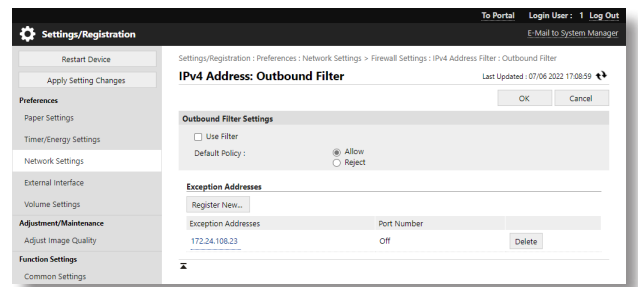 To Portal Login User : 1 Log Out
Settings/Registration
E-Mail to System Manager
Restart Device
Apply Setting Changes
Preferences
Paper Settings
Timer/Energy Settings
Network Settings
External Interface
Volume Settings
Adjustment/Maintenance
Adjust Image Quality
Function Settings
Common Settings
Settings/Registration : Preferences : Network Settings > Firewall Settings : IPv4 Address Filter : Outbound Filter
IPv4 Address: Outbound Filter
Last Updated : 07/06 2022 17:08:59
OK Cancel
Outbound Filter Settings
Use Filter
Default Policy : Allow
Reject
Exception Addresses
Register New...
Exception Addresses Port Number
172.24.108.23 Off Delete